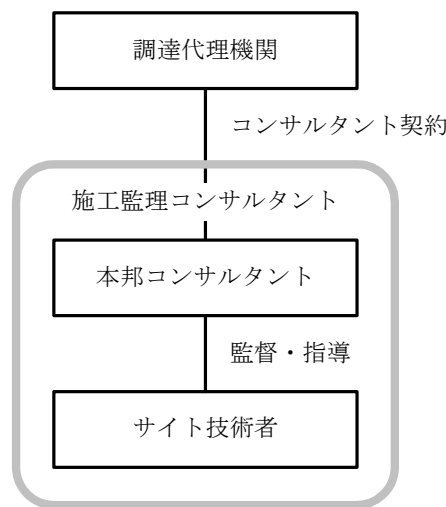 調達代理機関
コンサルタント契約
施工監理コンサルタント
本邦コンサルタント
監督・指導
サイト技術者